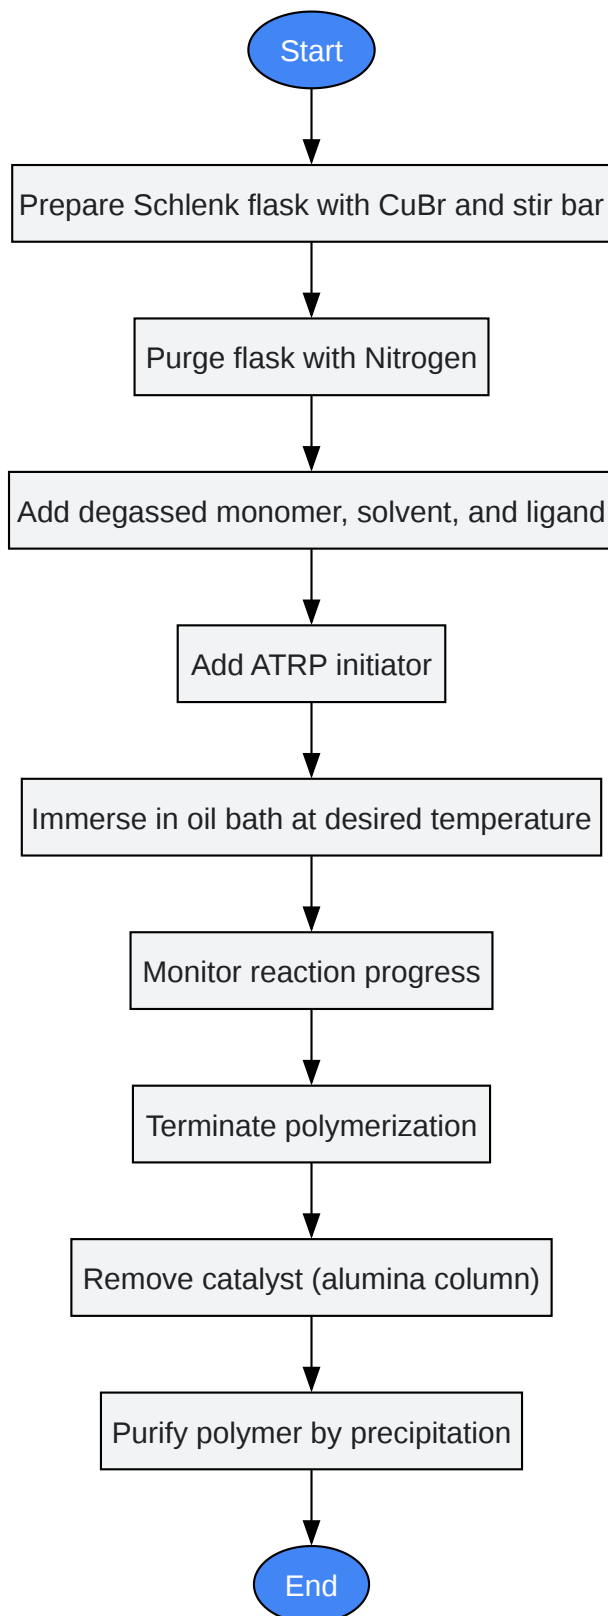 Start
Prepare Schlenk flask with CuBr and stir bar
Purge flask with Nitrogen
Add degassed monomer, solvent, and ligand
Add ATRP initiator
Immerse in oil bath at desired temperature
Monitor reaction progress
Terminate polymerization
Remove catalyst (alumina column)
Purify polymer by precipitation
End